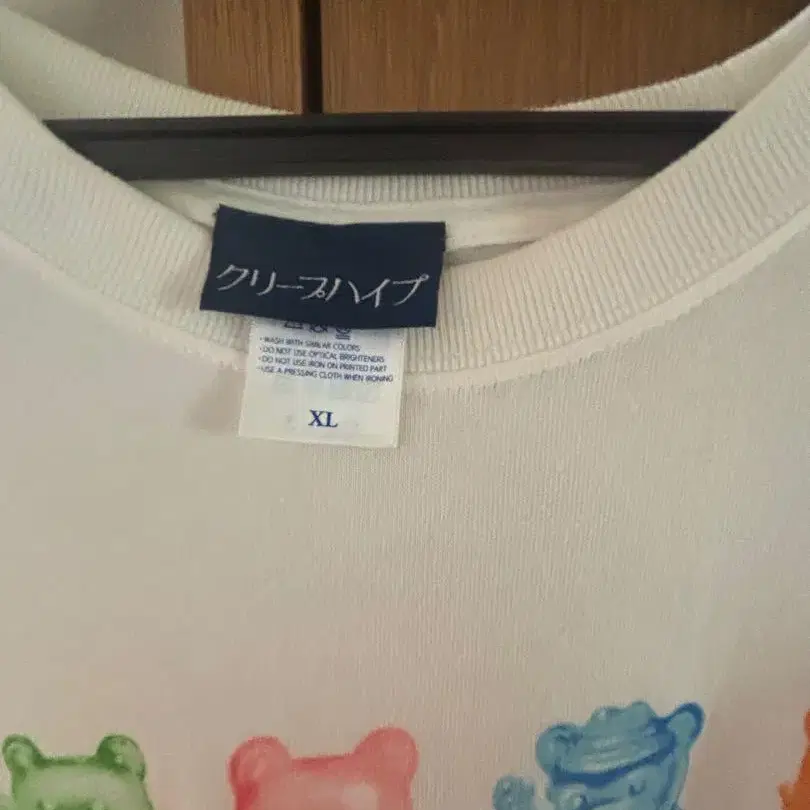 クリープハイプ
• WASH WITH SIMILAR COLORS
• DO NOT USE OPTICAL BRIGHTENERS
• DO NOT USE IRON ON PRINTED PART
• USE A PRESSING CLOTH WHEN IRONING
XL